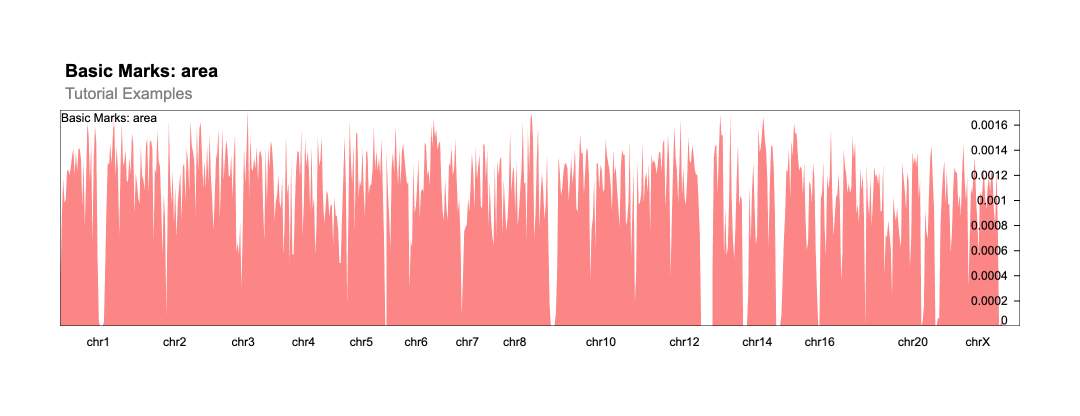 Basic Marks: area
Tutorial Examples
Basic Marks: area
0.0016
0.0014
0.0012
0.001
0.0008
0.0006
0.0004
0.0002
0
chr1 chr2 chr3 chr4 chr5 chr6 chr7 chr8 chr10 chr12 chr14 chr16 chr20 chrX